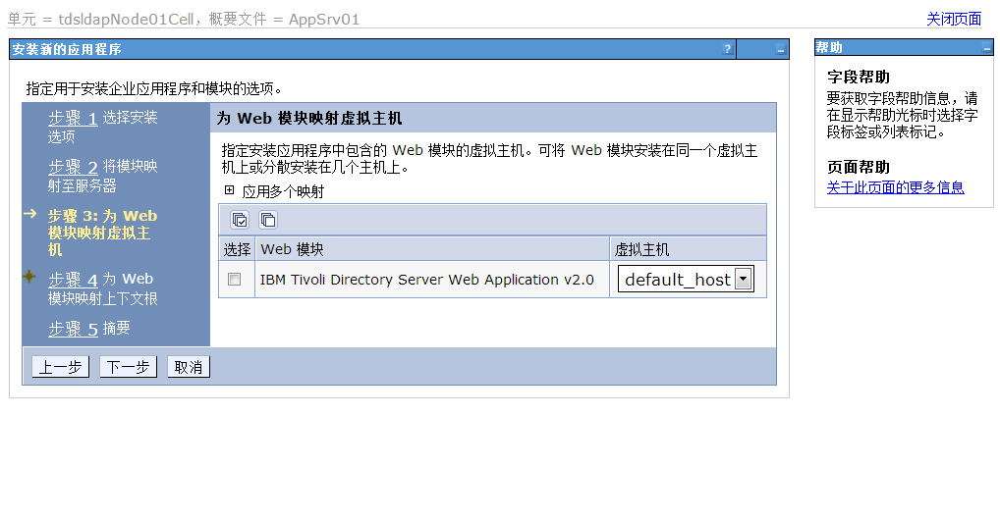 单元 = tdsldapNode01Cell，概要文件 = AppSrv01
关闭页面
安装新的应用程序
?
指定用于安装企业应用程序和模块的选项。
步骤 1 选择安装
选项
步骤 2 将模块映
射至服务器
步骤 3: 为 Web
模块映射虚拟主
机
步骤 4 为 Web
模块映射上下文根
步骤 5 摘要
为 Web 模块映射虚拟主机
指定安装应用程序中包含的 Web 模块的虚拟主机。可将 Web 模块安装在同一个虚拟主
机上或分散安装在几个主机上。
应用多个映射
选择 Web 模块 虚拟主机
IBM Tivoli Directory Server Web Application v2.0 default_host
上一步 下一步 取消
帮助
字段帮助
要获取字段帮助信息，请
在显示帮助光标时选择字
段标签或列表标记。
页面帮助
关于此页面的更多信息